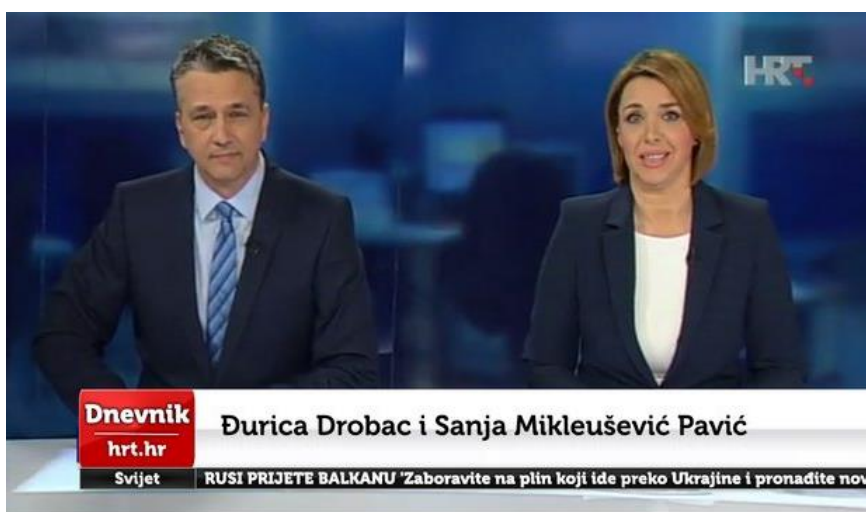 HRT
Dnevnik
hrt.hr
Đurica Drobac i Sanja Mikleušević Pavić
Svijet
RUSI PRIJETE BALKANU 'Zaboravite na plin koji ide preko Ukrajine i pronađite nov